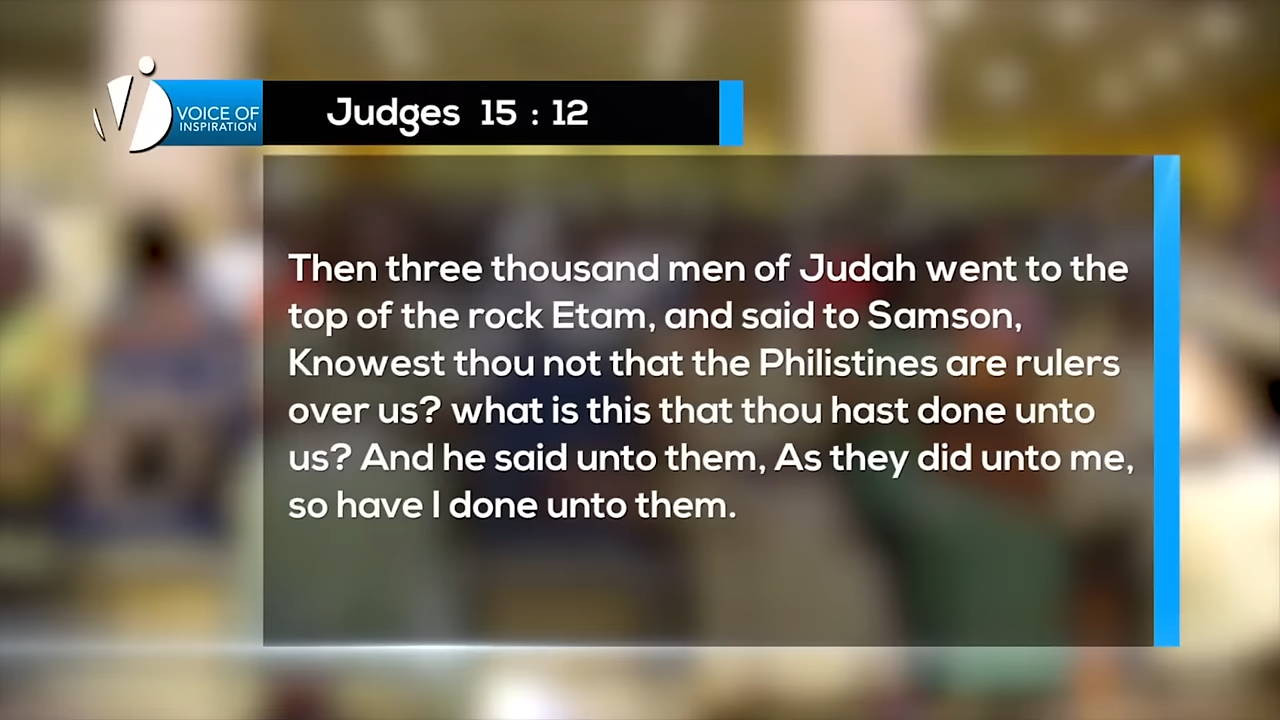 VOICE OF
INSPIRATION
Judges 15 : 12
Then three thousand men of Judah went to the
top of the rock Etam, and said to Samson,
Knowest thou not that the Philistines are rulers
over us? what is this that thou hast done unto
us? And he said unto them, As they did unto me,
so have I done unto them.